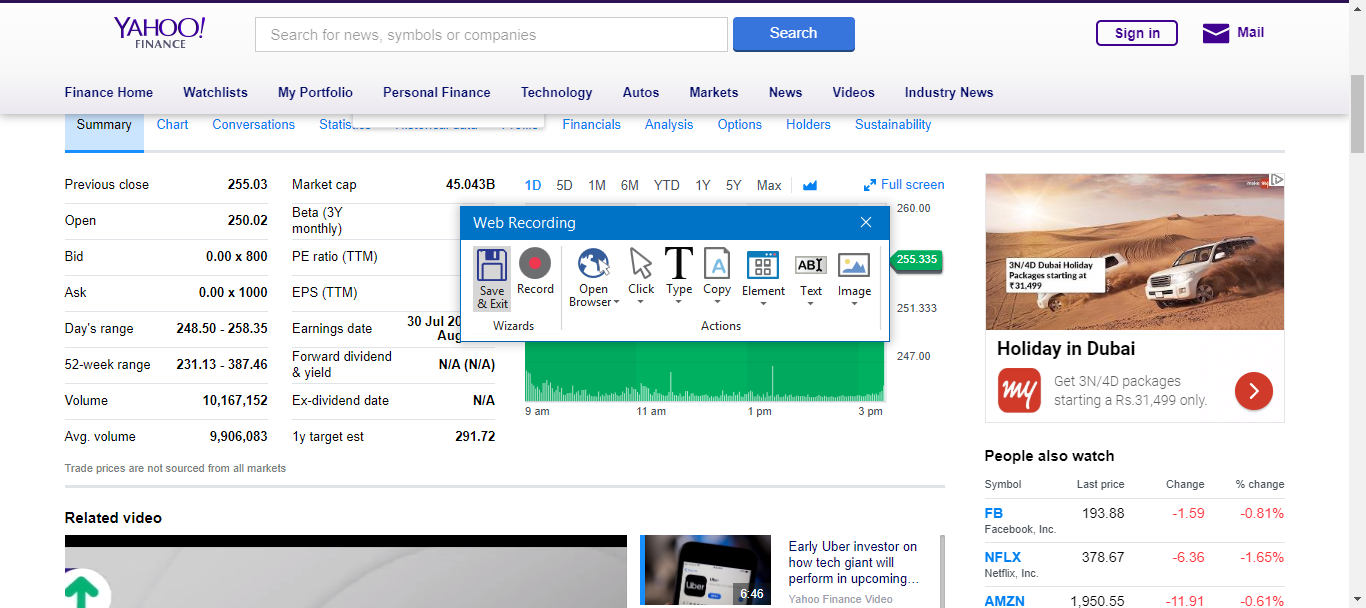 YAHOO!
FINANCE
Search for news, symbols or companies
Search
Sign in
Mail
Finance Home Watchlists My Portfolio Personal Finance Technology Autos Markets News Videos Industry News
Summary Chart Conversations Statistics Historical data Profile Financials Analysis Options Holders Sustainability
Previous close 255.03
Open 250.02
Bid 0.00 x 800
Ask 0.00 x 1000
Day's range 248.50 - 258.35
52-week range 231.13 - 387.46
Volume 10,167,152
Avg. volume 9,906,083
Market cap 45.043B
Beta (3Y
monthly)
PE ratio (TTM)
EPS (TTM)
Earnings date 30 Jul 20
Aug
Forward dividend
& yield N/A (N/A)
Ex-dividend date N/A
1y target est 291.72
Trade prices are not sourced from all markets
1D 5D 1M 6M YTD 1Y 5Y Max
Full screen
260.00
255.335
251.333
247.00
9 am 11 am 1 pm 3 pm
Web Recording
Save
& Exit
Record
Open
Browser
Click
Type
Copy
Element
Text
Image
Wizards
Actions
3N/4D Dubai Holiday
Packages starting at
₹31,499
Holiday in Dubai
my
Get 3N/4D packages
starting a Rs.31,499 only.
People also watch
Symbol Last price Change % change
FB 193.88 -1.59 -0.81%
Facebook, Inc.
NFLX 378.67 -6.36 -1.65%
Netflix, Inc.
AMZN 1,950.55 -11.91 -0.61%
Related video
Uber
6:46
Early Uber investor on
how tech giant will
perform in upcoming…
Yahoo Finance Video